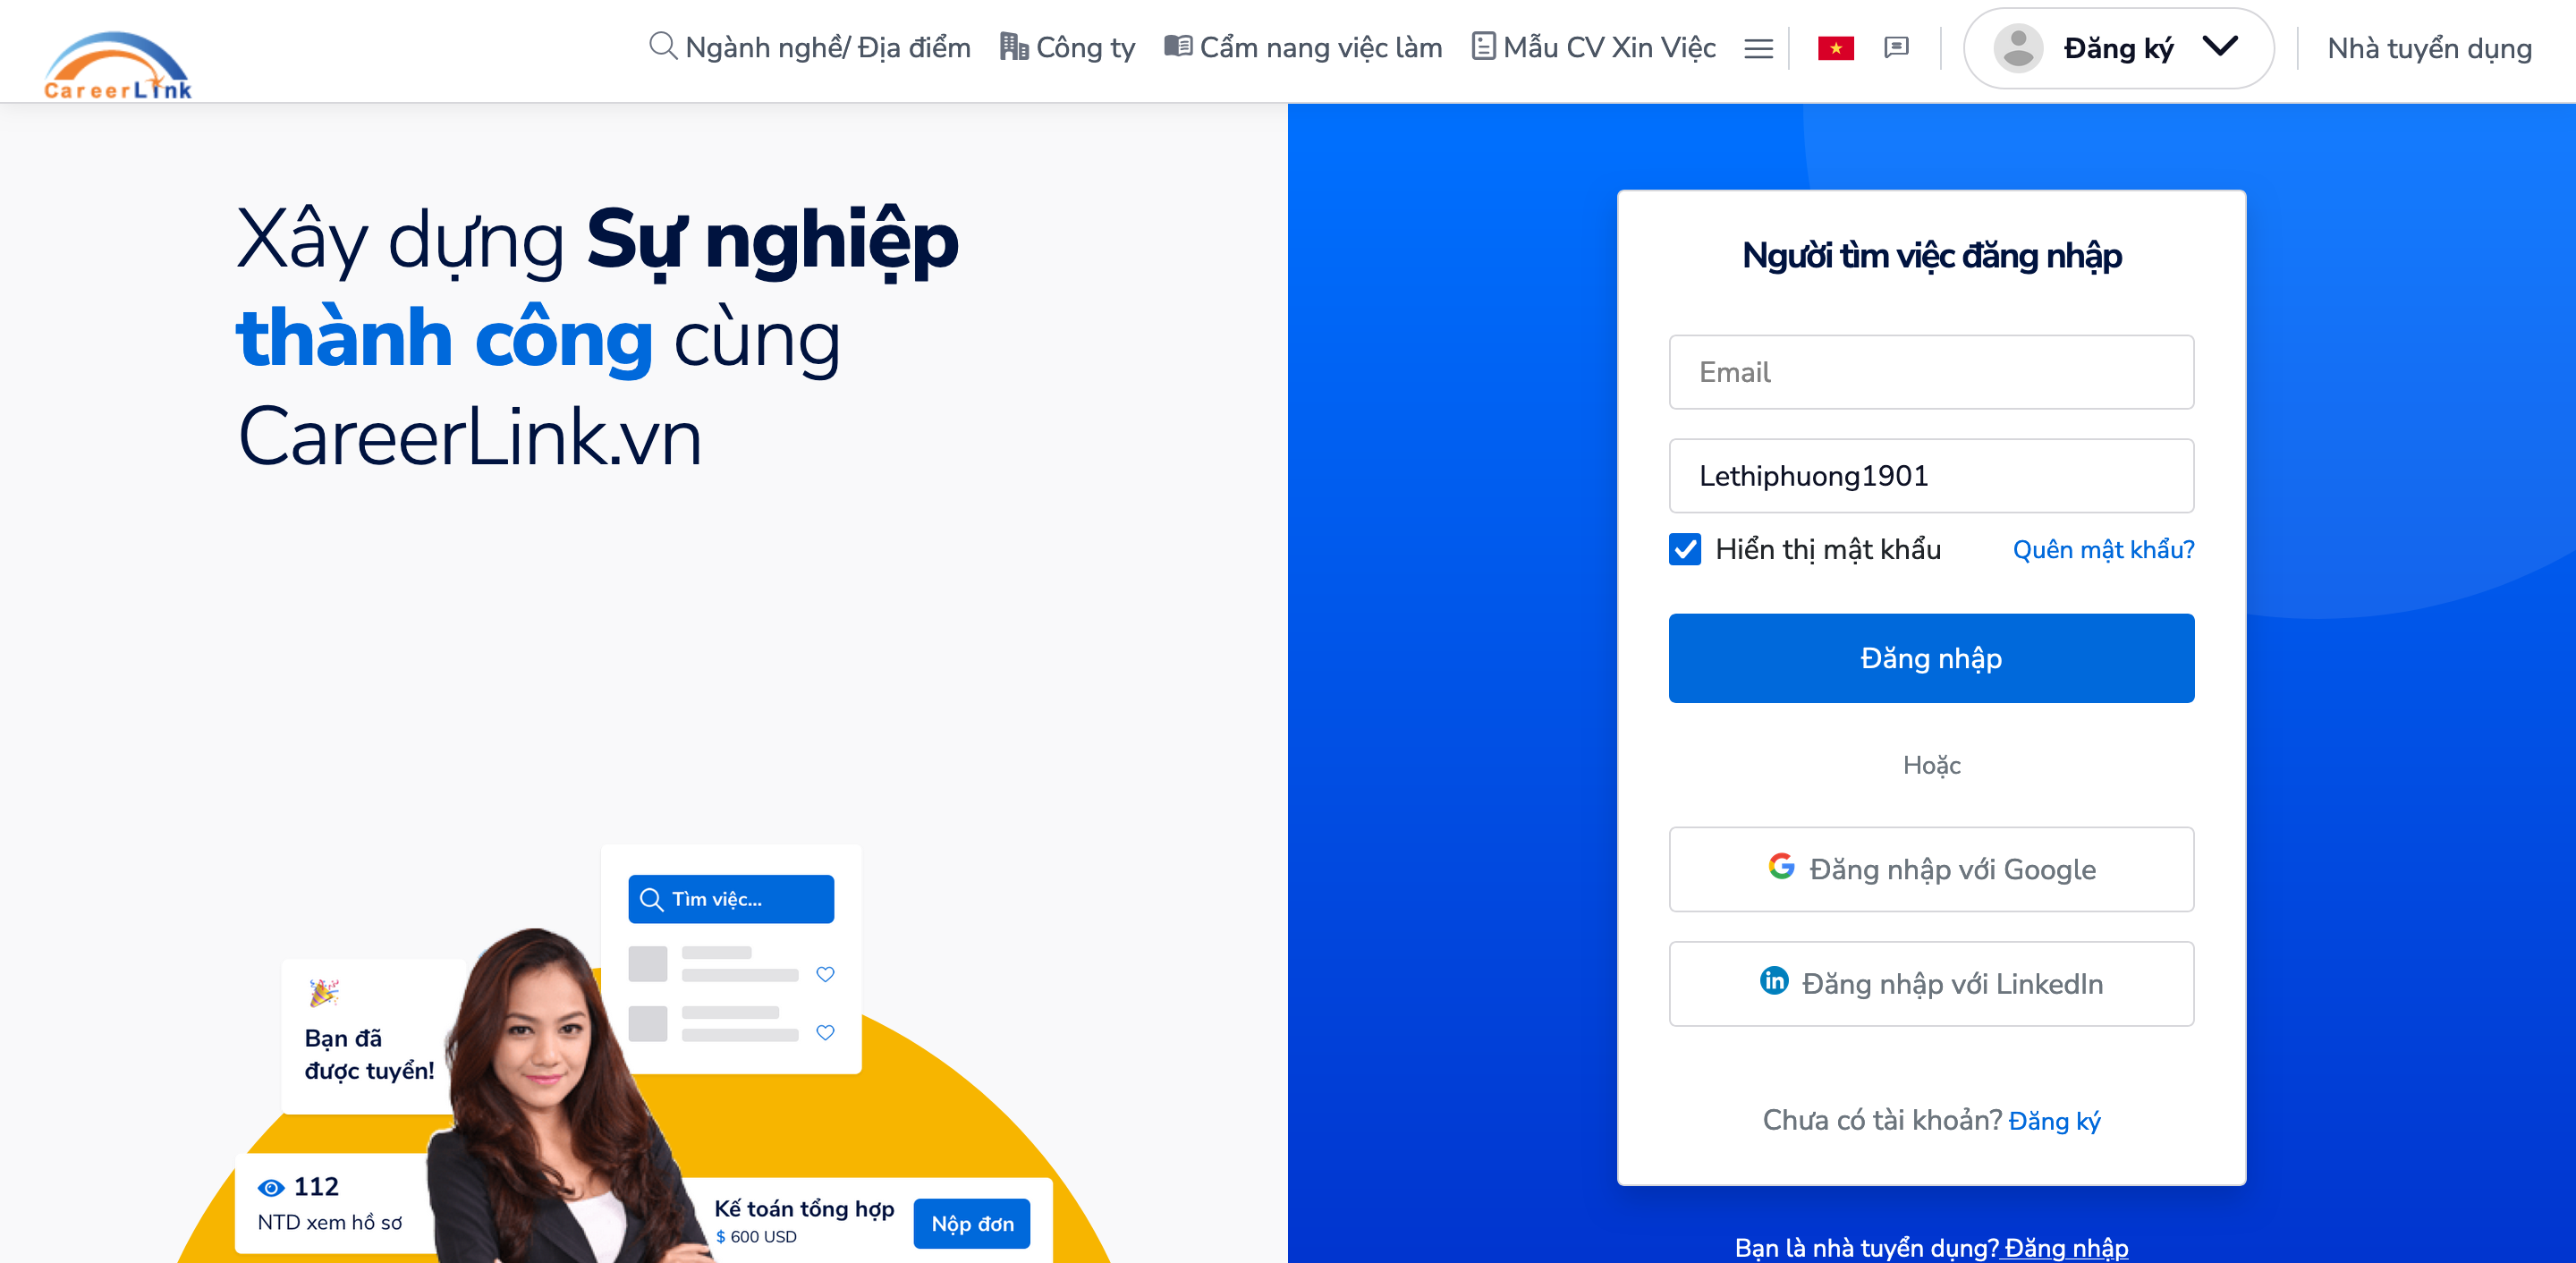 CareerLink
Ngành nghề/ Địa điểm
Công ty
Cẩm nang việc làm
Mẫu CV Xin Việc
Đăng ký
Nhà tuyển dụng
Xây dựng Sự nghiệp
thành công cùng
CareerLink.vn
Tìm việc...
Bạn đã
được tuyển!
112
NTD xem hồ sơ
Kế toán tổng hợp
$ 600 USD
Nộp đơn
Người tìm việc đăng nhập
Email
Lethiphuong1901
Hiển thị mật khẩu
Quên mật khẩu?
Đăng nhập
Hoặc
Đăng nhập với Google
Đăng nhập với LinkedIn
Chưa có tài khoản? Đăng ký
Bạn là nhà tuyển dụng? Đăng nhập